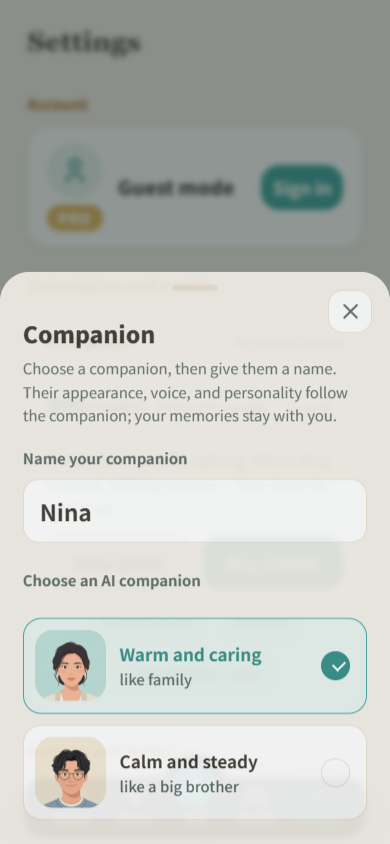 Settings
Account
Guest mode
Sign in
PRO
Companion
Choose a companion, then give them a name.
Their appearance, voice, and personality follow
the companion; your memories stay with you.
Name your companion
Nina
Choose an AI companion
Warm and caring
like family
Calm and steady
like a big brother